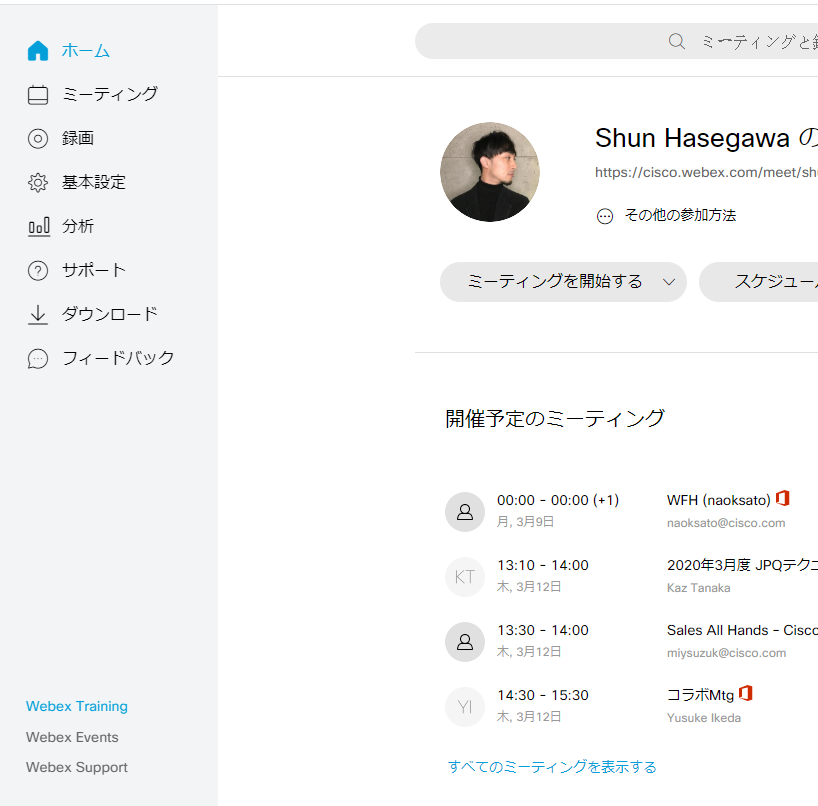 ホーム
ミーティング
録画
基本設定
分析
サポート
ダウンロード
フィードバック
Webex Training
Webex Events
Webex Support
ミーティングと
Shun Hasegawa の
https://cisco.webex.com/meet/sh
その他の参加方法
ミーティングを開始する
スケジュー
開催予定のミーティング
00:00 - 00:00 (+1)
WFH (naoksato)
月, 3月9日
naoksato@cisco.com
KT
13:10 - 14:00
2020年3月度 JPQテクニ
木, 3月12日
Kaz Tanaka
13:30 - 14:00
Sales All Hands - Cisco
木, 3月12日
miysuzuk@cisco.com
YI
14:30 - 15:30
コラボMtg
木, 3月12日
Yusuke Ikeda
すべてのミーティングを表示する